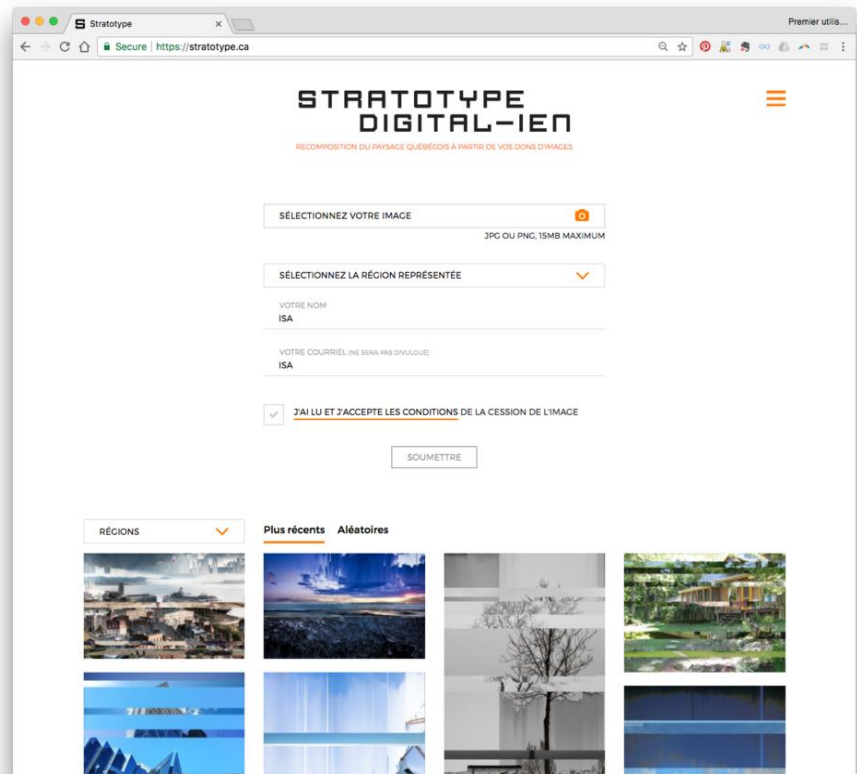 Stratotype
Premier utilis...
Secure | https://stratotype.ca
STRATOTYPE
DIGITAL-IEN
RECOMPOSITION DU PAYSAGE QUÉBÉCOIS À PARTIR DE VOS DONS D'IMAGES
SÉLECTIONNEZ VOTRE IMAGE
JPG OU PNG, 15MB MAXIMUM
SÉLECTIONNEZ LA RÉGION REPRÉSENTÉE
VOTRE NOM
ISA
VOTRE COURRIEL (NE SERA PAS DIVULGUÉ)
ISA
J'AI LU ET J'ACCEPTE LES CONDITIONS DE LA CESSION DE L'IMAGE
SOUMETTRE
RÉGIONS
Plus récents Aléatoires